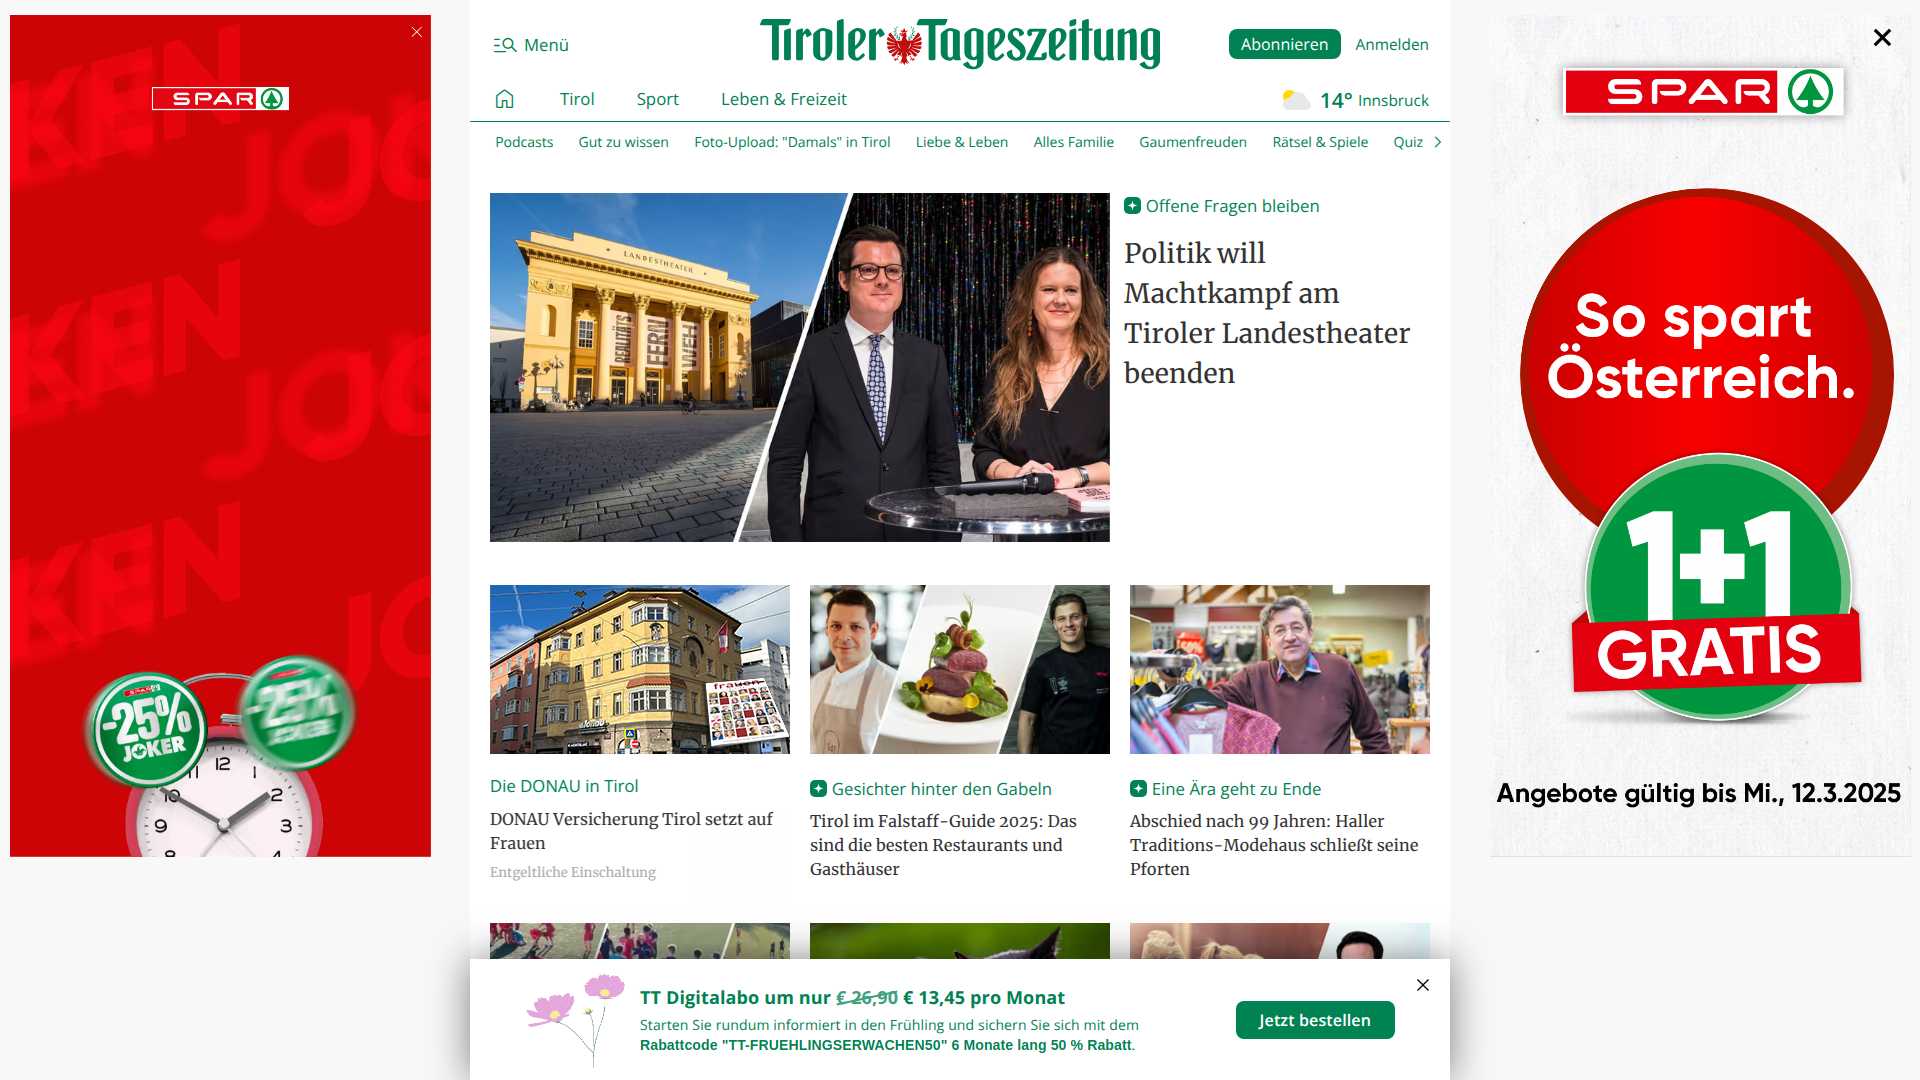 Menü
Tiroler Tageszeitung
Abonnieren
Anmelden
Tirol
Sport
Leben & Freizeit
14° Innsbruck
Podcasts
Gut zu wissen
Foto-Upload: "Damals" in Tirol
Liebe & Leben
Alles Familie
Gaumenfreuden
Rätsel & Spiele
Quiz
SPAR
-25%
JOKER
LANDESTHEATER
FERN
WEH
Offene Fragen bleiben
Politik will
Machtkampf am
Tiroler Landestheater
beenden
frauen
Die DONAU in Tirol
DONAU Versicherung Tirol setzt auf
Frauen
Entgeltliche Einschaltung
Gesichter hinter den Gabeln
Tirol im Falstaff-Guide 2025: Das
sind die besten Restaurants und
Gasthäuser
Eine Ära geht zu Ende
Abschied nach 99 Jahren: Haller
Traditions-Modehaus schließt seine
Pforten
SPAR
So spart
Österreich.
1+1
GRATIS
Angebote gültig bis Mi., 12.3.2025
TT Digitalabo um nur € 26,90 € 13,45 pro Monat
Starten Sie rundum informiert in den Frühling und sichern Sie sich mit dem
Rabattcode "TT-FRUEHLINGSERWACHEN50" 6 Monate lang 50 % Rabatt.
Jetzt bestellen